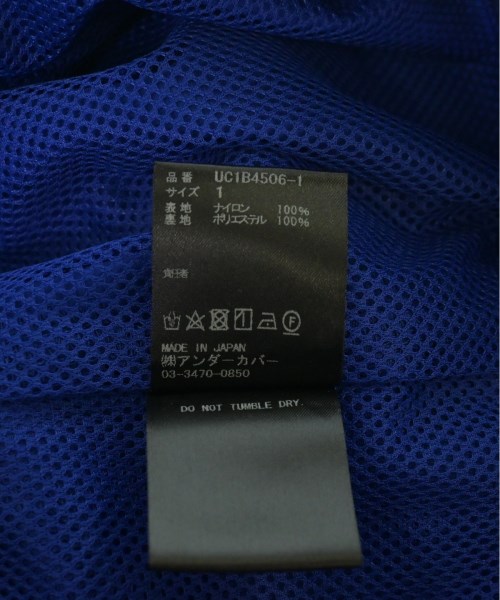 品番 UC1B4506-1
サイズ 1
表地 ナイロン 100%
裏地 ポリエステル 100%
MADE IN JAPAN
㈱アンダーカバー
03-3470-0850
DO NOT TUMBLE DRY.